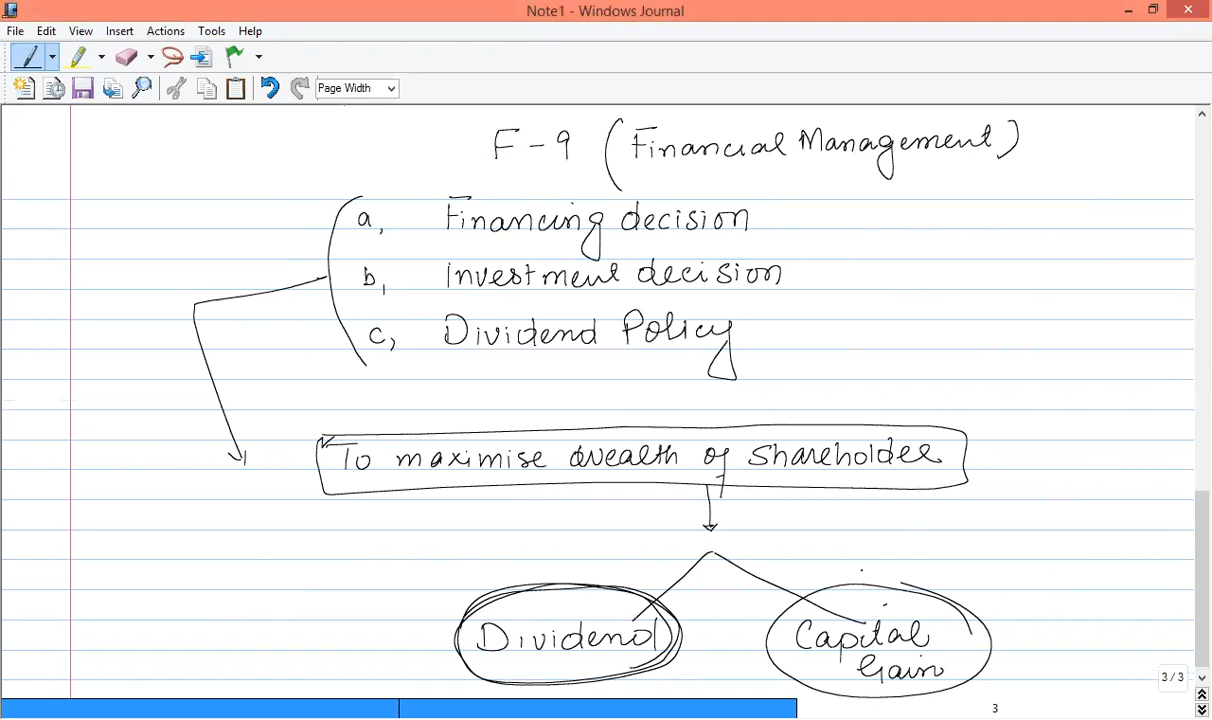 Note1 - Windows Journal
File Edit View Insert Actions Tools Help
Page Width
F-9 (Financial Management)
a, Financing decision
b, Investment decision
c, Dividend Policy
To maximise wealth of shareholder
Dividend
Capital
Gain
3/3
3